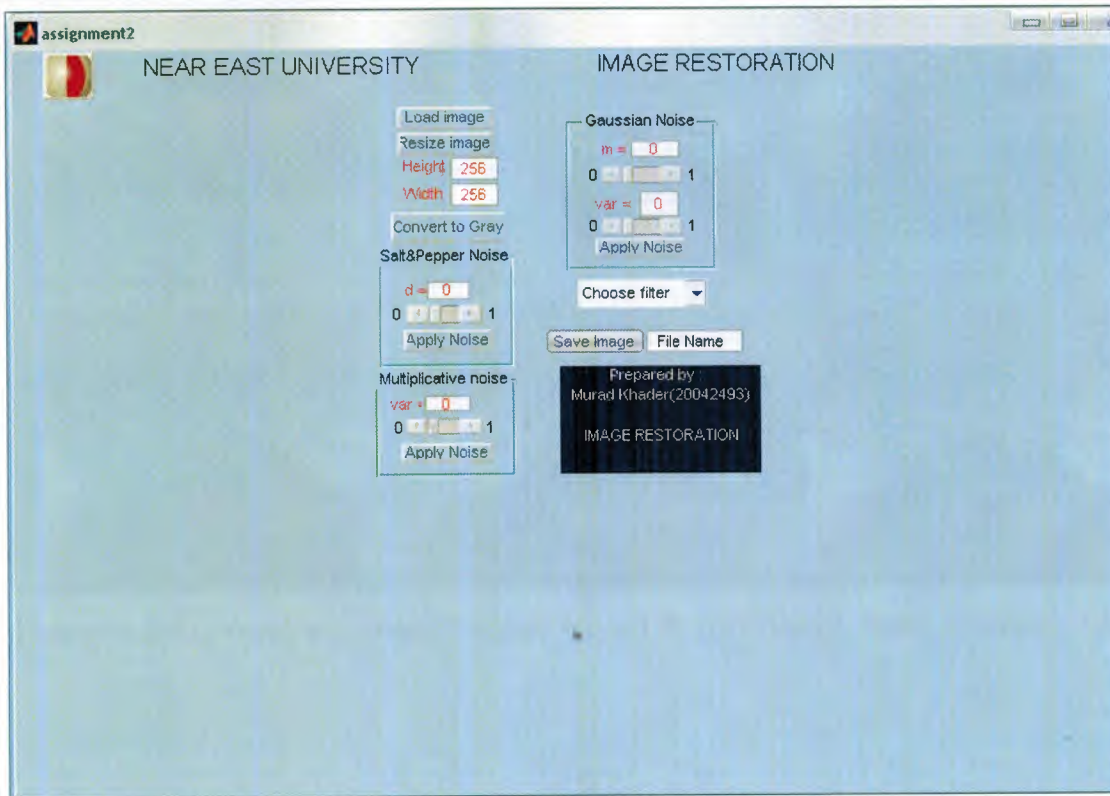 assignment2
NEAR EAST UNIVERSITY
IMAGE RESTORATION
Load image
Resize image
Height 256
Width 256
Convert to Gray
Salt&Pepper Noise
d = 0
0 1
Apply Noise
Multiplicative noise
var = 0
0 1
Apply Noise
Gaussian Noise
m = 0
0 1
var = 0
0 1
Apply Noise
Choose filter
Save Image File Name
Prepared by :
Murad Khader(20042493)
IMAGE RESTORATION